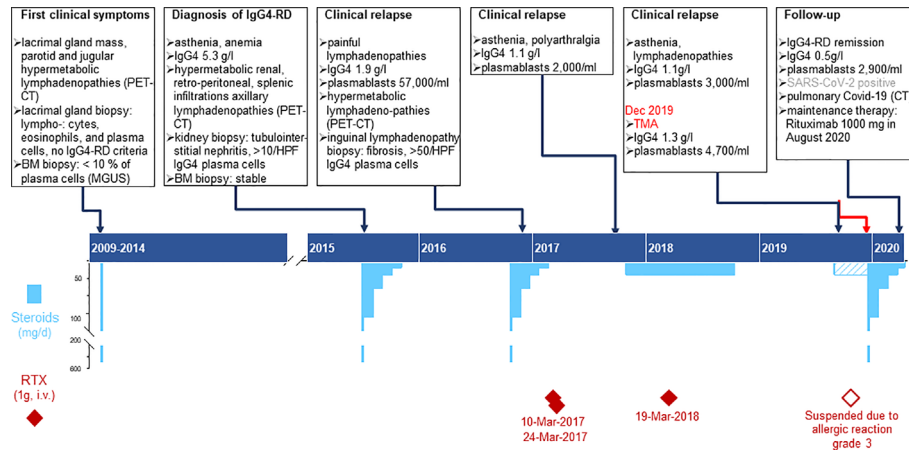 First clinical symptoms
➢lacrimal gland mass,
parotid and jugular
hypermetabolic
lymphadenopathies (PET-
CT)
➢lacrimal gland biopsy:
lympho-: cytes,
eosinophils, and plasma
cells, no IgG4-RD criteria
➢BM biopsy: < 10 % of
plasma cells (MGUS)
Diagnosis of IgG4-RD
➢asthenia, anemia
➢IgG4 5.3 g/l
➢hypermetabolic renal,
retro-peritoneal, splenic
infiltrations axillary
lymphadenopathies (PET-
CT)
➢kidney biopsy: tubulointer-
stitial nephritis, >10/HPF
IgG4 plasma cells
➢BM biopsy: stable
Clinical relapse
➢painful
lymphadenopathies
➢IgG4 1.9 g/l
➢plasmablasts 57,000/ml
➢hypermetabolic
lymphadeno-pathies
(PET-CT)
➢inguinal lymphadenopathy
biopsy: fibrosis, >50/HPF
IgG4 plasma cells
Clinical relapse
➢asthenia, polyarthralgia
➢IgG4 1.1 g/l
➢plasmablasts 2,000/ml
Clinical relapse
➢asthenia,
lymphadenopathies
➢IgG4 1.1g/l
➢plasmablasts 3,000/ml
Dec 2019
➢TMA
➢IgG4 1.3 g/l
➢plasmablasts 4,700/ml
Follow-up
➢IgG4-RD remission
➢IgG4 0.5g/l
➢plasmablasts 2,900/ml
➢SARS-CoV-2 positive
➢pulmonary Covid-19 (CT)
➢maintenance therapy:
Rituximab 1000 mg in
August 2020
2009-2014 2015 2016 2017 2018 2019 2020
50
100
200
600
Steroids
(mg/d)
RTX
(1g, i.v.)
10-Mar-2017
24-Mar-2017
19-Mar-2018
Suspended due to
allergic reaction
grade 3